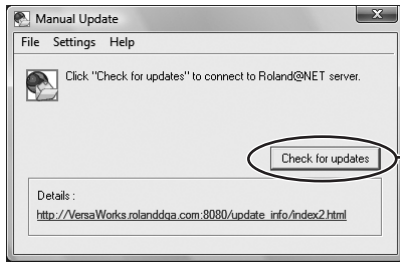 Manual Update
File Settings Help
Click "Check for updates" to connect to Roland@NET server.
Check for updates
Details :
http://VersaWorks.rolanddga.com:8080/update_info/index2.html